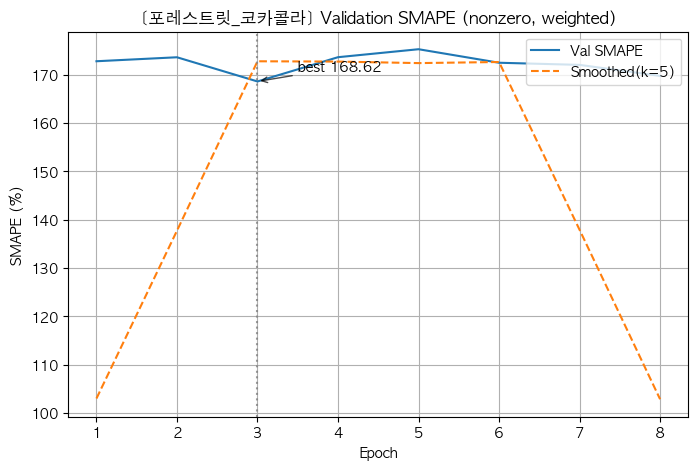 [포레스트릿_코카콜라] Validation SMAPE (nonzero, weighted)
Val SMAPE
Smoothed(k=5)
best 168.62
SMAPE (%)
170
160
150
140
130
120
110
100
1 2 3 4 5 6 7 8
Epoch